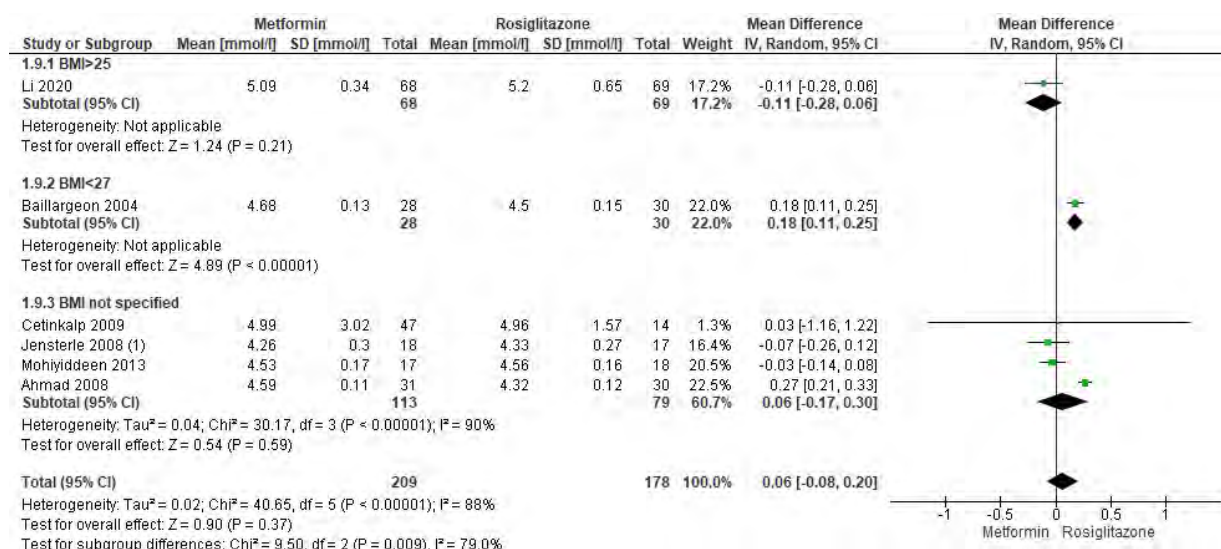 Metformin Rosiglitazone Mean Difference Mean Difference
Study or Subgroup Mean [mmol/l] SD [mmol/l] Total Mean [mmol/l] SD [mmol/l] Total Weight IV, Random, 95% CI IV, Random, 95% CI
1.9.1 BMI>25
Li 2020 5.09 0.34 68 5.2 0.65 69 17.2% -0.11 [-0.28, 0.06]
Subtotal (95% CI) 68 69 17.2% -0.11 [-0.28, 0.06]
Heterogeneity: Not applicable
Test for overall effect: Z = 1.24 (P = 0.21)
1.9.2 BMI<27
Baillargeon 2004 4.68 0.13 28 4.5 0.15 30 22.0% 0.18 [0.11, 0.25]
Subtotal (95% CI) 28 30 22.0% 0.18 [0.11, 0.25]
Heterogeneity: Not applicable
Test for overall effect: Z = 4.89 (P < 0.00001)
1.9.3 BMI not specified
Cetinkalp 2009 4.99 3.02 47 4.96 1.57 14 1.3% 0.03 [-1.16, 1.22]
Jensterle 2008 (1) 4.26 0.3 18 4.33 0.27 17 16.4% -0.07 [-0.26, 0.12]
Mohiyiddeen 2013 4.53 0.17 17 4.56 0.16 18 20.5% -0.03 [-0.14, 0.08]
Ahmad 2008 4.59 0.11 31 4.32 0.12 30 22.5% 0.27 [0.21, 0.33]
Subtotal (95% CI) 113 79 60.7% 0.06 [-0.17, 0.30]
Heterogeneity: Tau² = 0.04; Chi² = 30.17, df = 3 (P < 0.00001); I² = 90%
Test for overall effect: Z = 0.54 (P = 0.59)
Total (95% CI) 209 178 100.0% 0.06 [-0.08, 0.20]
Heterogeneity: Tau² = 0.02; Chi² = 40.65, df = 5 (P < 0.00001); I² = 88%
Test for overall effect: Z = 0.90 (P = 0.37)
Test for subgroup differences: Chi² = 9.50, df = 2 (P = 0.009), I² = 79.0%
-1 -0.5 0 0.5 1
Metformin Rosiglitazone